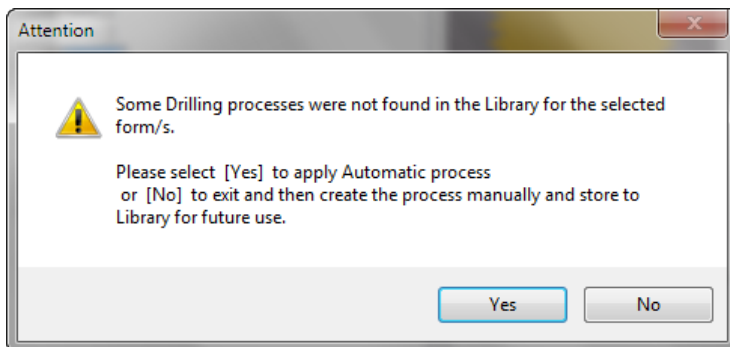 Attention
Some Drilling processes were not found in the Library for the selected
form/s.
Please select [Yes] to apply Automatic process
or [No] to exit and then create the process manually and store to
Library for future use.
Yes
No